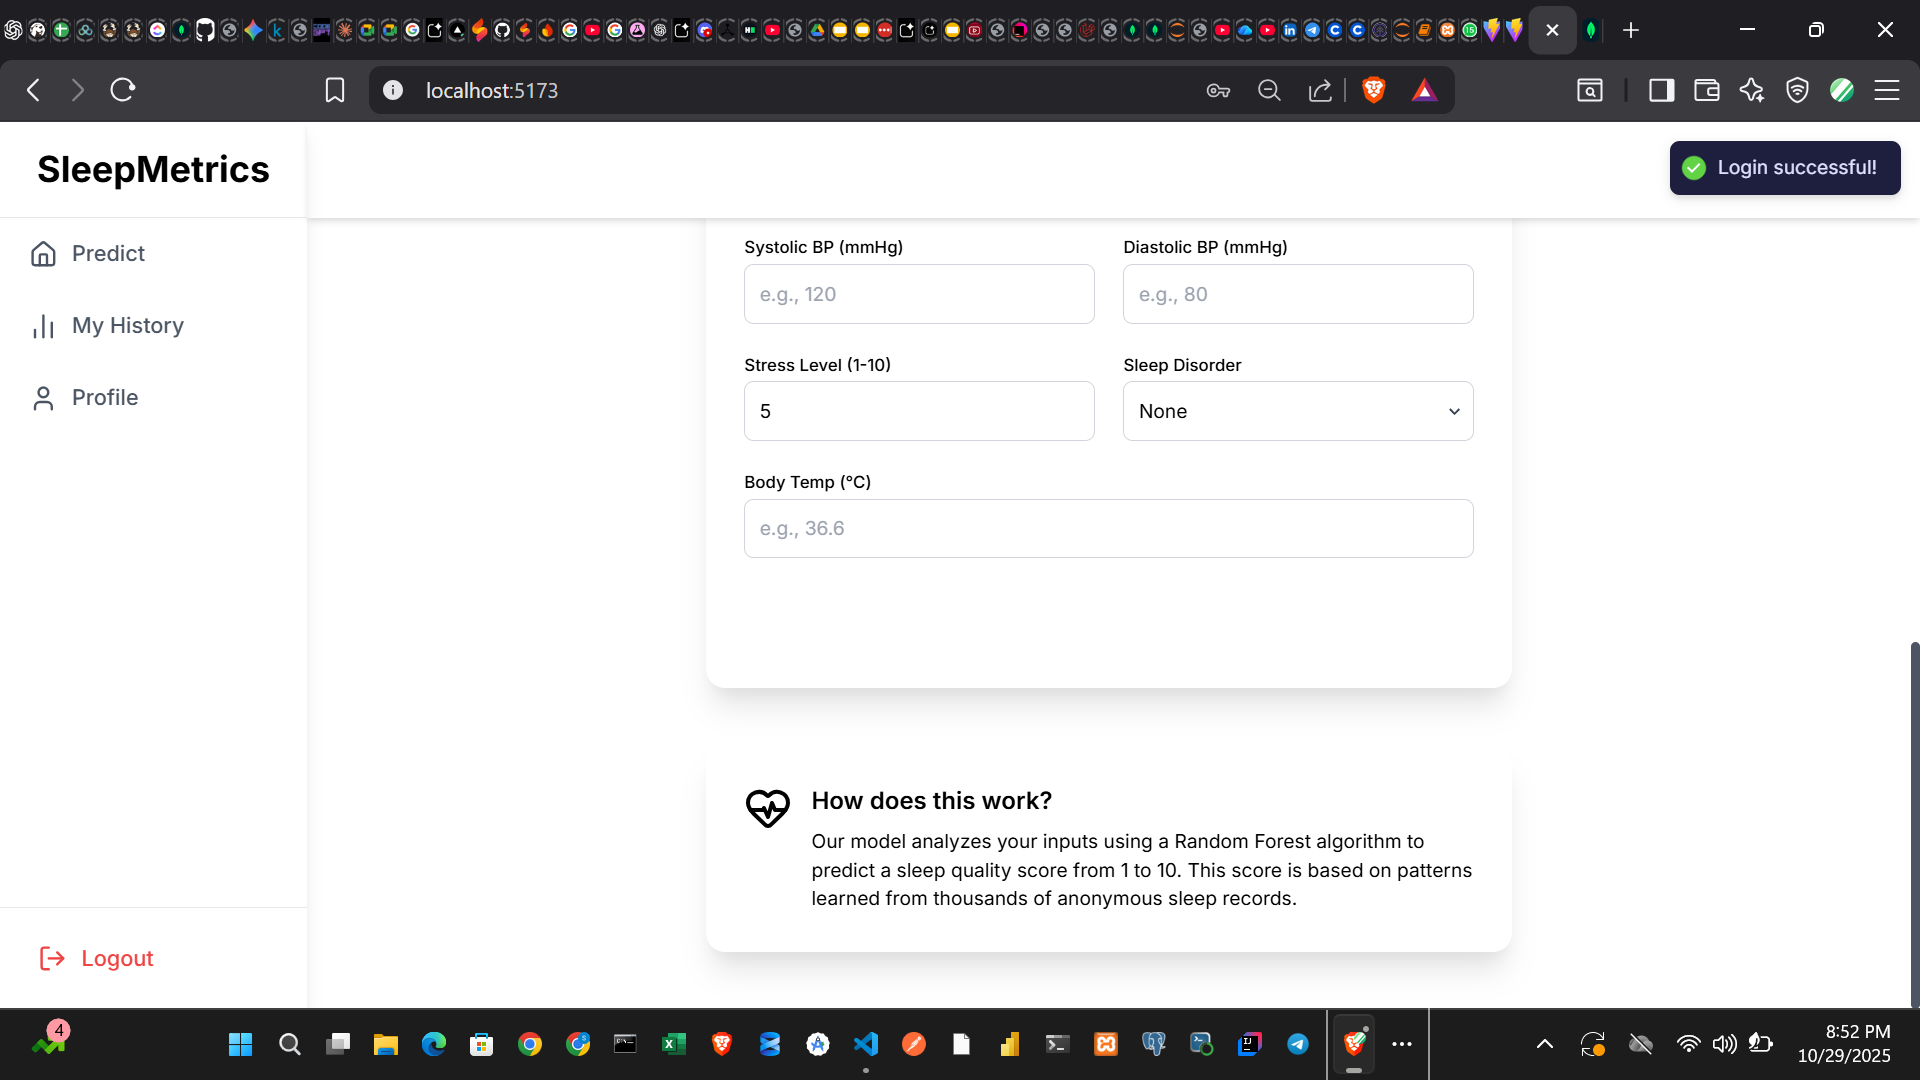 localhost:5173
SleepMetrics
Login successful!
Predict
My History
Profile
Logout
Systolic BP (mmHg)
Diastolic BP (mmHg)
e.g., 120
e.g., 80
Stress Level (1-10)
Sleep Disorder
5
None
Body Temp (°C)
e.g., 36.6
How does this work?
Our model analyzes your inputs using a Random Forest algorithm to
predict a sleep quality score from 1 to 10. This score is based on patterns
learned from thousands of anonymous sleep records.
4
8:52 PM
10/29/2025